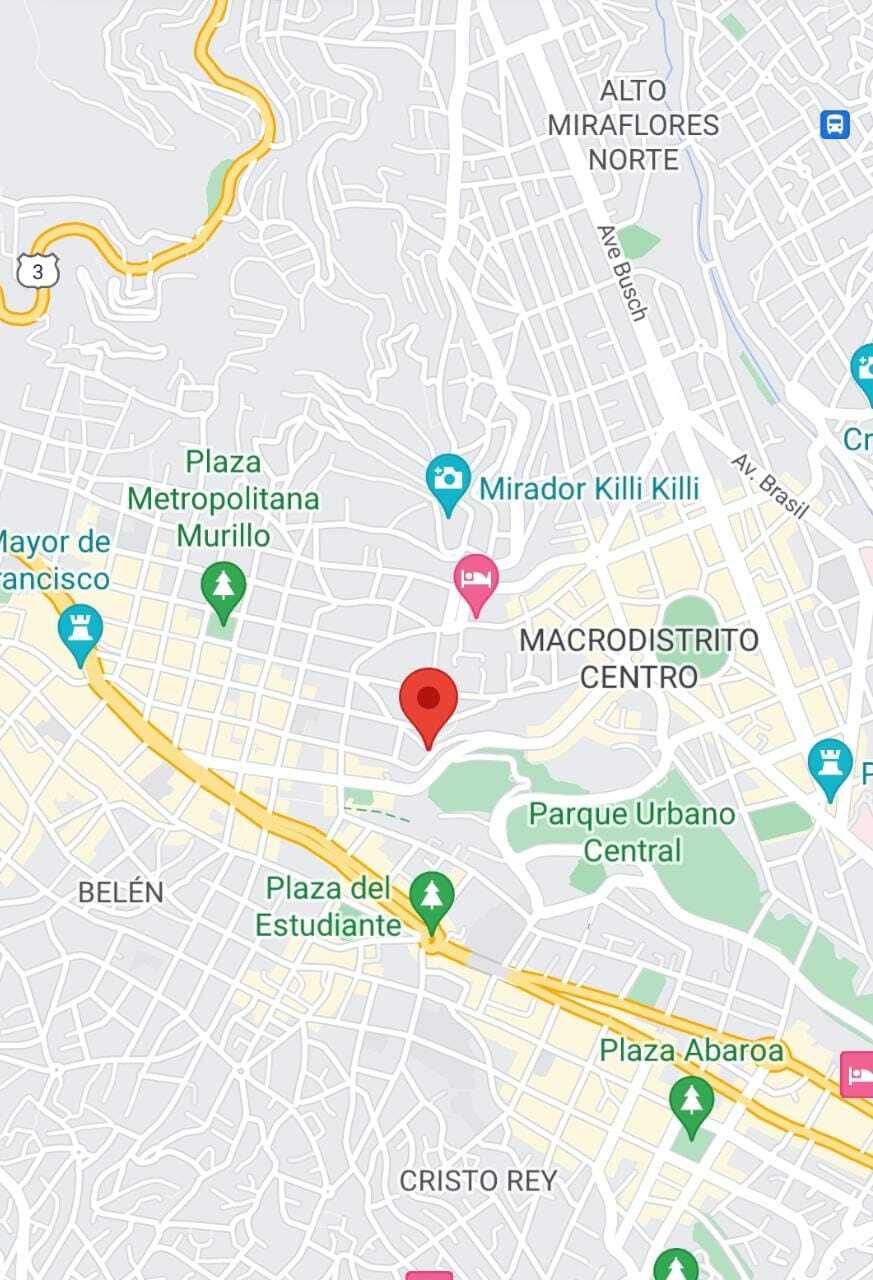 ALTO
MIRAFLORES
NORTE
Ave Busch
3
Av. Brasil
Cr
Plaza
Metropolitana
Murillo
Mirador Killi Killi
Mayor de
rancisco
MACRODISTRITO
CENTRO
P
Parque Urbano
Central
BELÉN
Plaza del
Estudiante
Plaza Abaroa
CRISTO REY